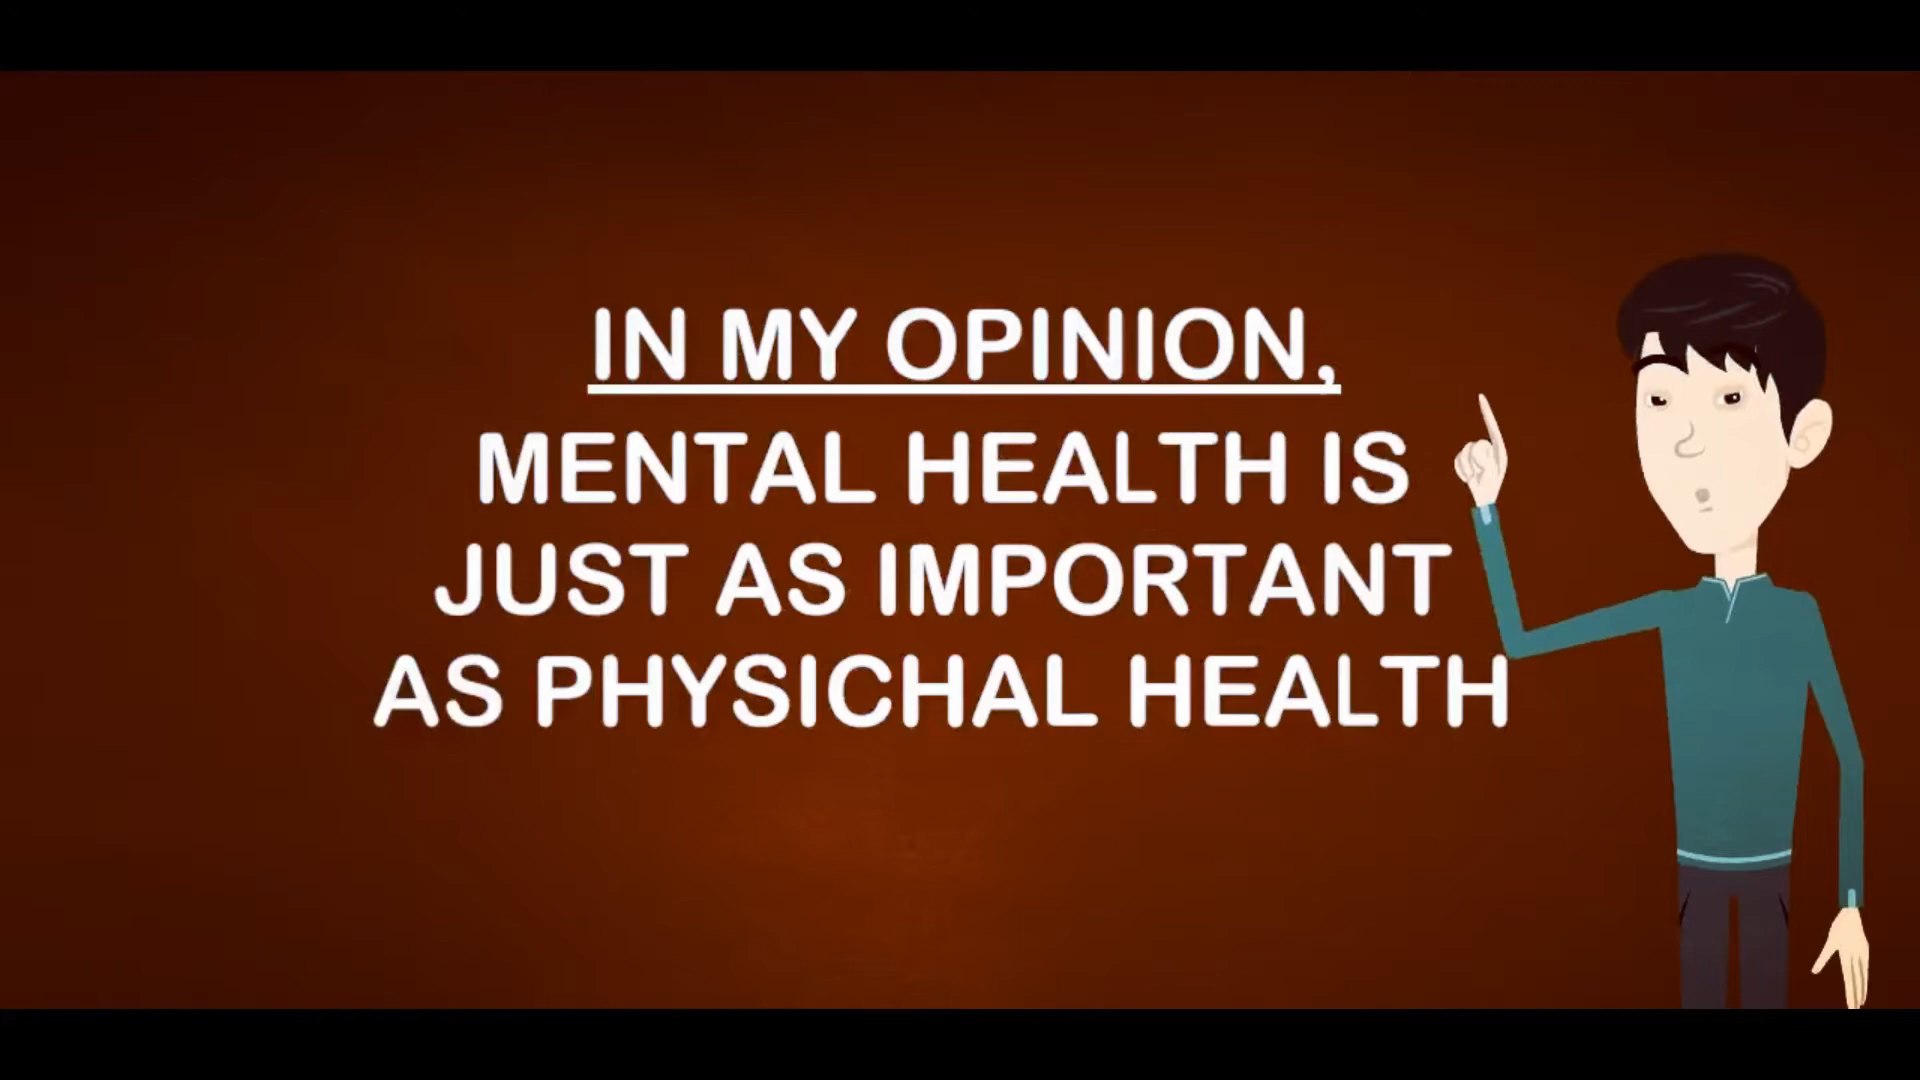 IN MY OPINION,
MENTAL HEALTH IS
JUST AS IMPORTANT
AS PHYSICHAL HEALTH